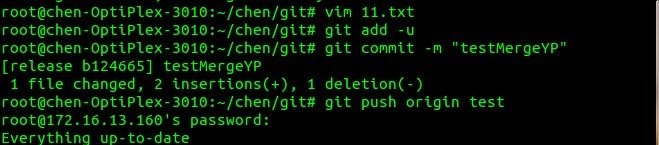 root@chen-OptiPlex-3010:~/chen/git# vim 11.txt
root@chen-OptiPlex-3010:~/chen/git# git add -u
root@chen-OptiPlex-3010:~/chen/git# git commit -m "testMergeYP"
[release b124665] testMergeYP
 1 file changed, 2 insertions(+), 1 deletion(-)
root@chen-OptiPlex-3010:~/chen/git# git push origin test
root@172.16.13.160's password:
Everything up-to-date